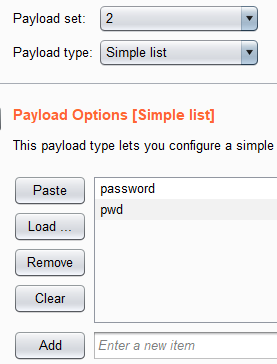 Payload set: 2
Payload type: Simple list
Payload Options [Simple list]
This payload type lets you configure a simple
Paste
password
pwd
Load ...
Remove
Clear
Add
Enter a new item